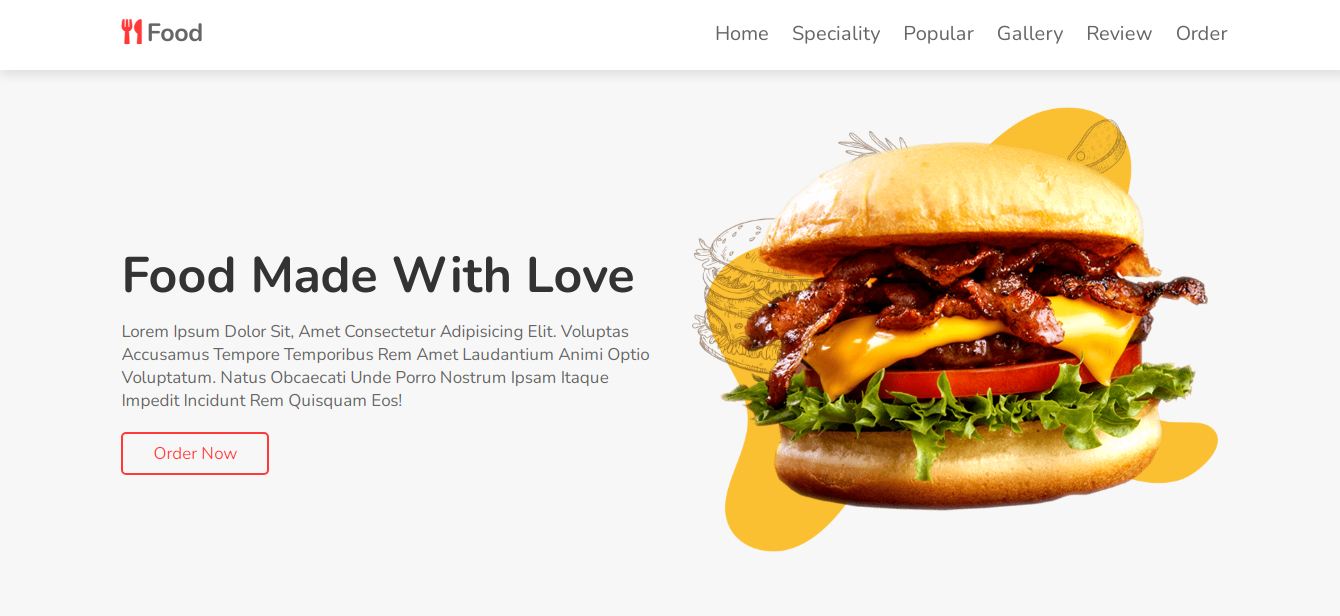 Food
Home Speciality Popular Gallery Review Order
Food Made With Love
Lorem Ipsum Dolor Sit, Amet Consectetur Adipisicing Elit. Voluptas
Accusamus Tempore Temporibus Rem Amet Laudantium Animi Optio
Voluptatum. Natus Obcaecati Unde Porro Nostrum Ipsam Itaque
Impedit Incidunt Rem Quisquam Eos!
Order Now